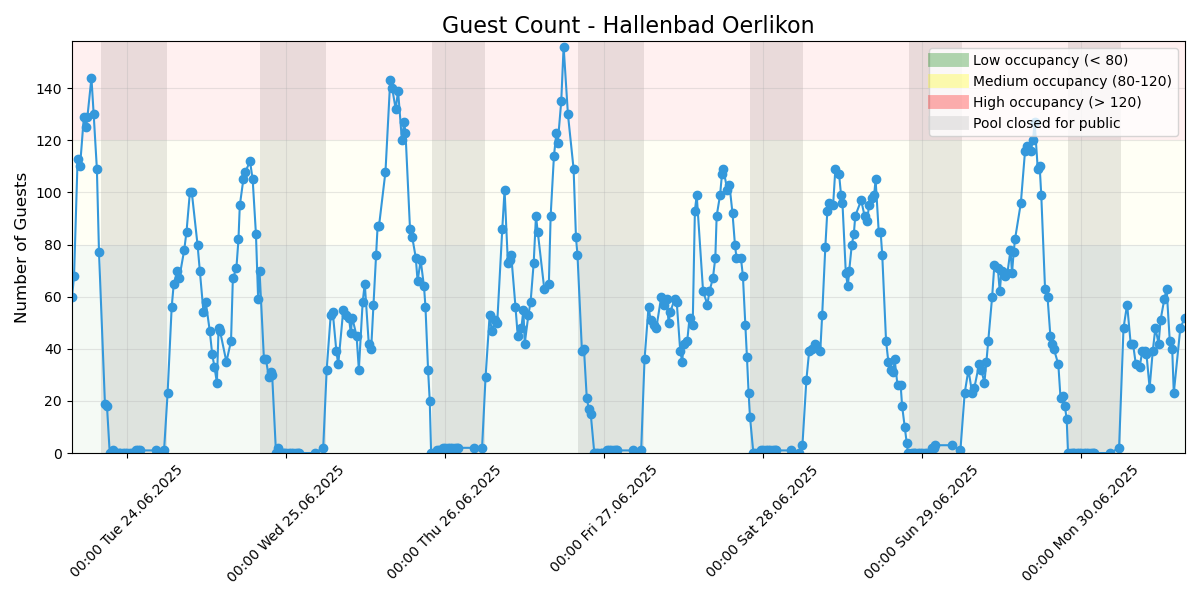 Guest Count - Hallenbad Oerlikon
Low occupancy (< 80)
Medium occupancy (80-120)
High occupancy (> 120)
Pool closed for public
Number of Guests
140
120
100
80
60
40
20
0
00:00 Tue 24.06.2025
00:00 Wed 25.06.2025
00:00 Thu 26.06.2025
00:00 Fri 27.06.2025
00:00 Sat 28.06.2025
00:00 Sun 29.06.2025
00:00 Mon 30.06.2025